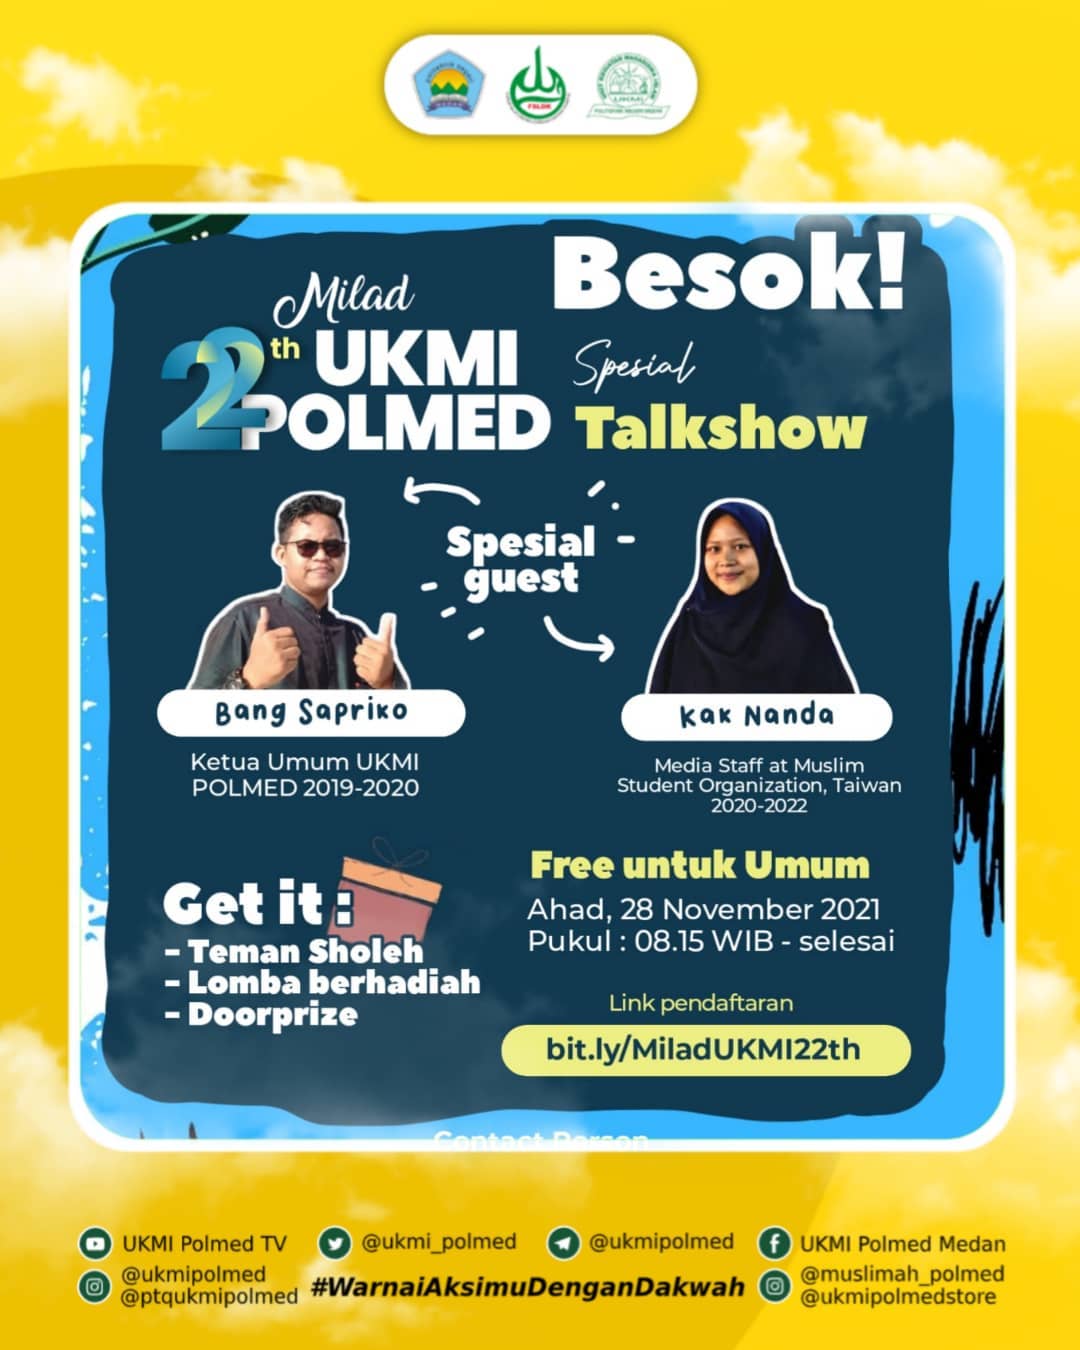 FSLDK
Besok!
Milad
22th UKMI
POLMED
Spesial
Talkshow
Spesial
guest
Bang Sapriko
Ketua Umum UKMI
POLMED 2019-2020
Kak Nanda
Media Staff at Muslim
Student Organization, Taiwan
2020-2022
Get it :
- Teman Sholeh
- Lomba berhadiah
- Doorprize
Free untuk Umum
Ahad, 28 November 2021
Pukul : 08.15 WIB - selesai
Link pendaftaran
bit.ly/MiladUKMI22th
Contact Person
UKMI Polmed TV
@ukmi_polmed
@ukmipolmed
UKMI Polmed Medan
@ukmipolmed
@ptqukmipolmed
#WarnaiAksimuDenganDakwah
@muslimah_polmed
@ukmipolmedstore